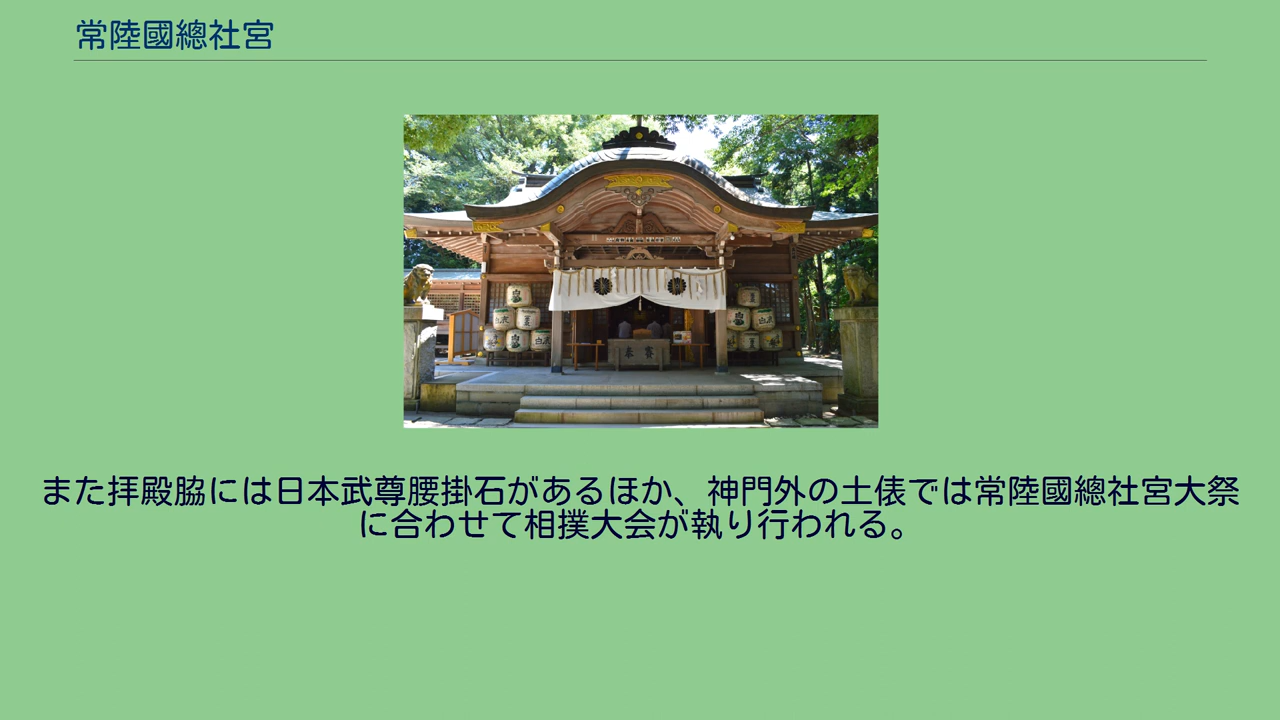 常陸國總社宮
また拝殿脇には日本武尊腰掛石があるほか、神門外の土俵では常陸國總社宮大祭
に合わせて相撲大会が執り行われる。